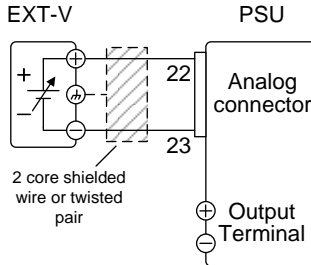 EXT-V
PSU
+
−
+
−
22
23
Analog
connector
2 core shielded
wire or twisted
pair
+
−
Output
Terminal